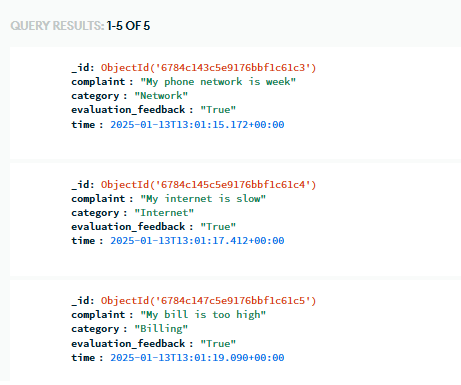 QUERY RESULTS: 1-5 OF 5
_id: ObjectId('6784c143c5e9176bbf1c61c3')
complaint : "My phone network is week"
category : "Network"
evaluation_feedback : "True"
time : 2025-01-13T13:01:15.172+00:00
_id: ObjectId('6784c145c5e9176bbf1c61c4')
complaint : "My internet is slow"
category : "Internet"
evaluation_feedback : "True"
time : 2025-01-13T13:01:17.412+00:00
_id: ObjectId('6784c147c5e9176bbf1c61c5')
complaint : "My bill is too high"
category : "Billing"
evaluation_feedback : "True"
time : 2025-01-13T13:01:19.090+00:00